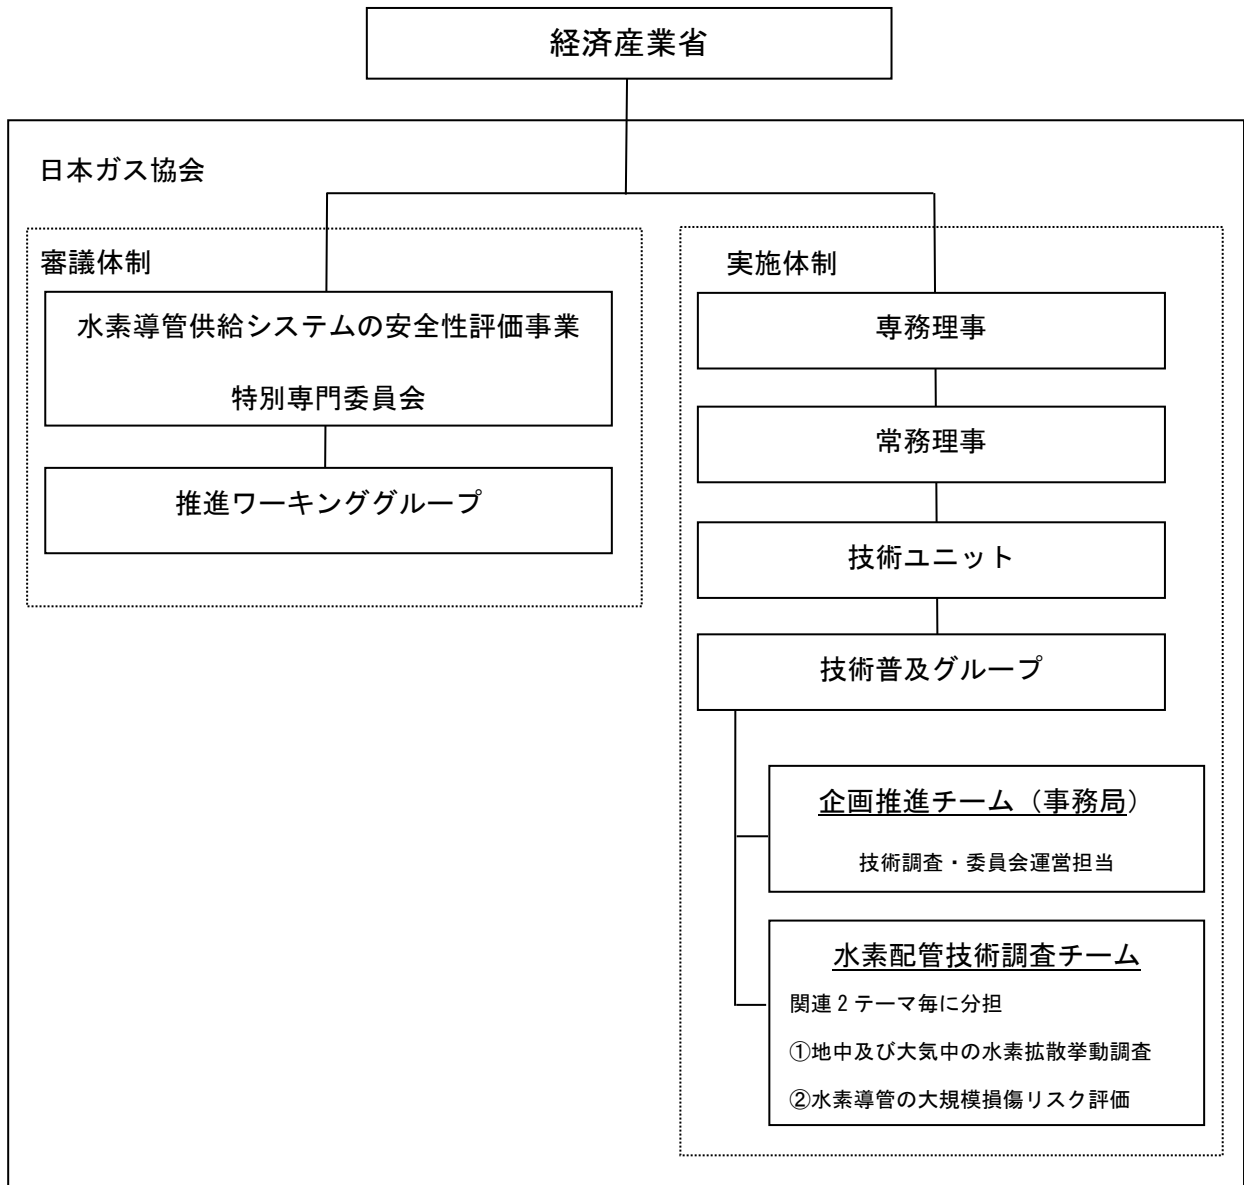 経済産業省
日本ガス協会
審議体制
水素導管供給システムの安全性評価事業
特別専門委員会
推進ワーキンググループ
実施体制
専務理事
常務理事
技術ユニット
技術普及グループ
企画推進チーム（事務局）
技術調査・委員会運営担当
水素配管技術調査チーム
関連２テーマ毎に分担
①地中及び大気中の水素拡散挙動調査
②水素導管の大規模損傷リスク評価